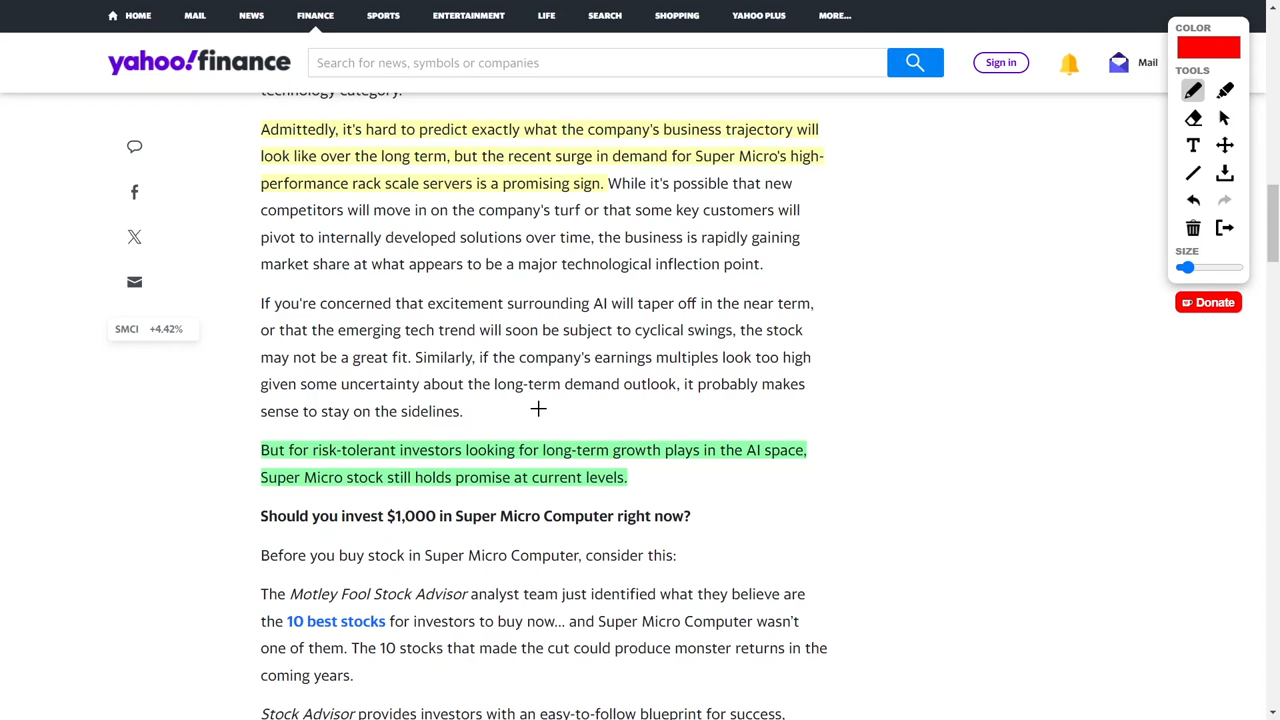 HOME MAIL NEWS FINANCE SPORTS ENTERTAINMENT LIFE SEARCH SHOPPING YAHOO PLUS MORE...
yahoo!finance
Search for news, symbols or companies
Sign in
Mail
technology category.
Admittedly, it's hard to predict exactly what the company's business trajectory will
look like over the long term, but the recent surge in demand for Super Micro's high-
performance rack scale servers is a promising sign. While it's possible that new
competitors will move in on the company's turf or that some key customers will
pivot to internally developed solutions over time, the business is rapidly gaining
market share at what appears to be a major technological inflection point.
If you're concerned that excitement surrounding AI will taper off in the near term,
or that the emerging tech trend will soon be subject to cyclical swings, the stock
may not be a great fit. Similarly, if the company's earnings multiples look too high
given some uncertainty about the long-term demand outlook, it probably makes
sense to stay on the sidelines.
But for risk-tolerant investors looking for long-term growth plays in the AI space,
Super Micro stock still holds promise at current levels.
Should you invest $1,000 in Super Micro Computer right now?
Before you buy stock in Super Micro Computer, consider this:
The Motley Fool Stock Advisor analyst team just identified what they believe are
the 10 best stocks for investors to buy now… and Super Micro Computer wasn't
one of them. The 10 stocks that made the cut could produce monster returns in the
coming years.
Stock Advisor provides investors with an easy-to-follow blueprint for success,
SMCI +4.42%
COLOR
TOOLS
T
SIZE
Donate